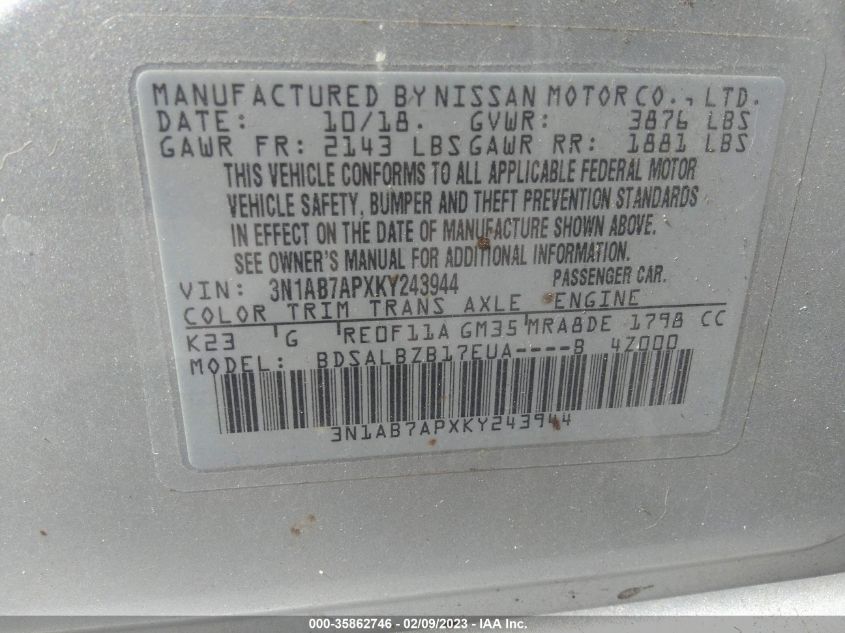 MANUFACTURED BY NISSAN MOTOR CO., LTD.
DATE: 10/18. GVWR: 3876 LBS
GAWR FR: 2143 LBS GAWR RR: 1881 LBS
THIS VEHICLE CONFORMS TO ALL APPLICABLE FEDERAL MOTOR
VEHICLE SAFETY, BUMPER AND THEFT PREVENTION STANDARDS
IN EFFECT ON THE DATE OF MANUFACTURE SHOWN ABOVE.
SEE OWNER'S MANUAL FOR ADDITIONAL INFORMATION.
VIN: 3N1AB7APXKY243944 PASSENGER CAR.
COLOR TRIM TRANS AXLE ENGINE
K23 G RE0F11A GM35 MRA8DE 1798 CC
MODEL: BDSALBZB17EUA----B 4Z000
3N1AB7APXKY243944
000-35862746 - 02/09/2023 - IAA Inc.